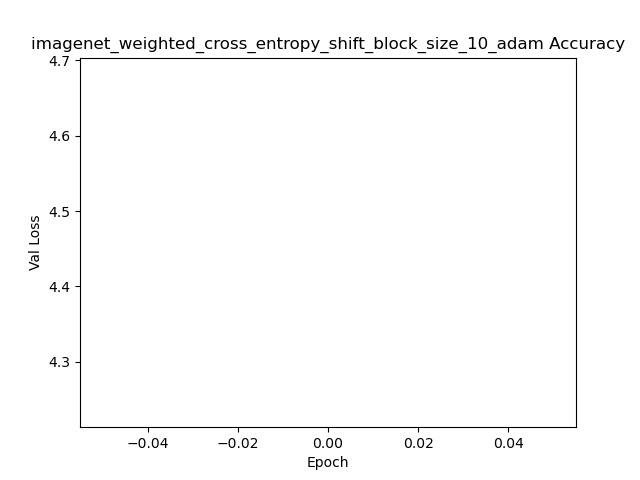 imagenet_weighted_cross_entropy_shift_block_size_10_adam Accuracy
4.7
4.6
4.5
4.4
4.3
Val Loss
−0.04 −0.02 0.00 0.02 0.04
Epoch